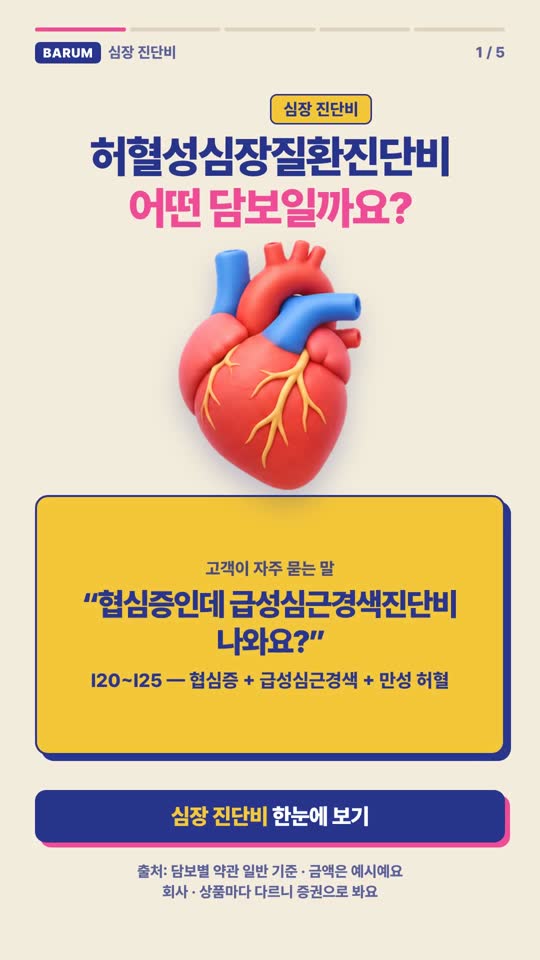 BARUM 심장 진단비 1 / 5
심장 진단비
허혈성심장질환진단비
어떤 담보일까요?
고객이 자주 묻는 말
“협심증인데 급성심근경색진단비
나와요?”
I20~I25 — 협심증 + 급성심근경색 + 만성 허혈
심장 진단비 한눈에 보기
출처: 담보별 약관 일반 기준 · 금액은 예시예요
회사 · 상품마다 다르니 증권으로 봐요